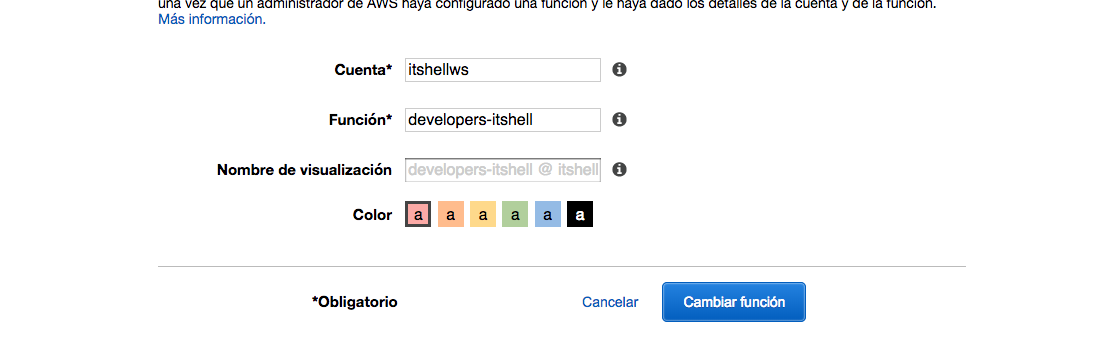 una vez que un administrador de AWS haya configurado una función y le haya dado los detalles de la cuenta y de la función.
Más información.
Cuenta* itshellws
Función* developers-itshell
Nombre de visualización developers-itshell @ itshell
Color a a a a a a
*Obligatorio Cancelar Cambiar función